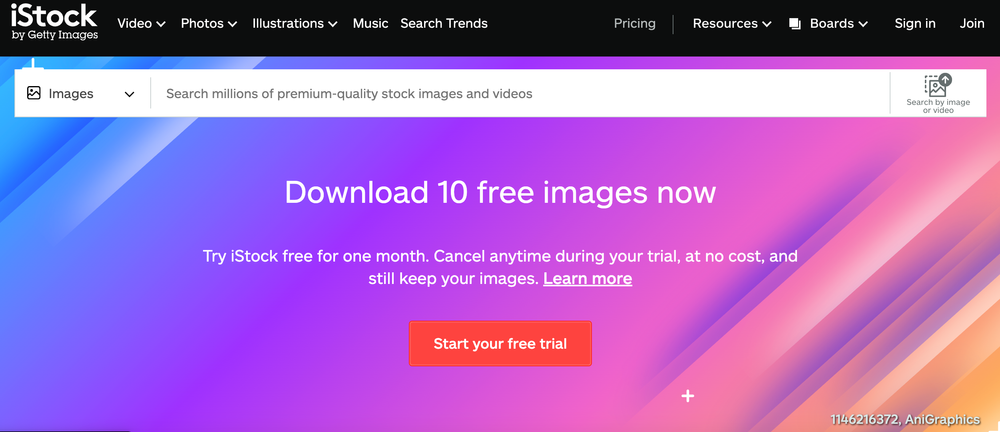 iStock
by Getty Images
Video Photos Illustrations Music Search Trends Pricing Resources Boards Sign in Join
Images Search millions of premium-quality stock images and videos
Search by image
or video
Download 10 free images now
Try iStock free for one month. Cancel anytime during your trial, at no cost, and
still keep your images. Learn more
Start your free trial
1146216372, AniGraphics